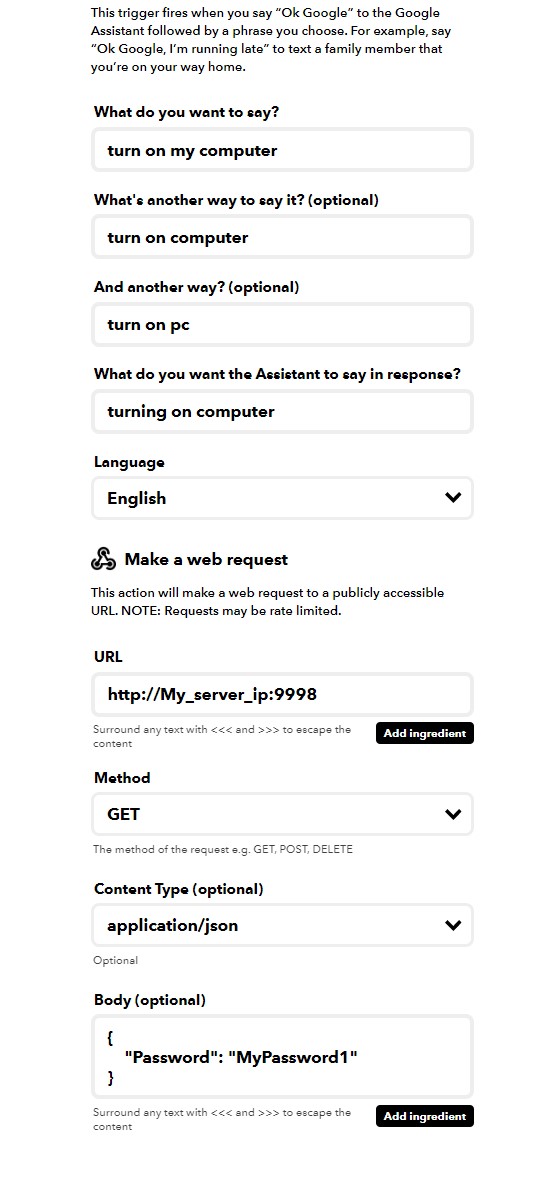 This trigger fires when you say “Ok Google” to the Google
Assistant followed by a phrase you choose. For example, say
“Ok Google, I’m running late” to text a family member that
you’re on your way home.
What do you want to say?
turn on my computer
What's another way to say it? (optional)
turn on computer
And another way? (optional)
turn on pc
What do you want the Assistant to say in response?
turning on computer
Language
English
Make a web request
This action will make a web request to a publicly accessible
URL. NOTE: Requests may be rate limited.
URL
http://My_server_ip:9998
Surround any text with <<< and >>> to escape the
content
Add ingredient
Method
GET
The method of the request e.g. GET, POST, DELETE
Content Type (optional)
application/json
Optional
Body (optional)
{
"Password": "MyPassword1"
}
Surround any text with <<< and >>> to escape the
content
Add ingredient